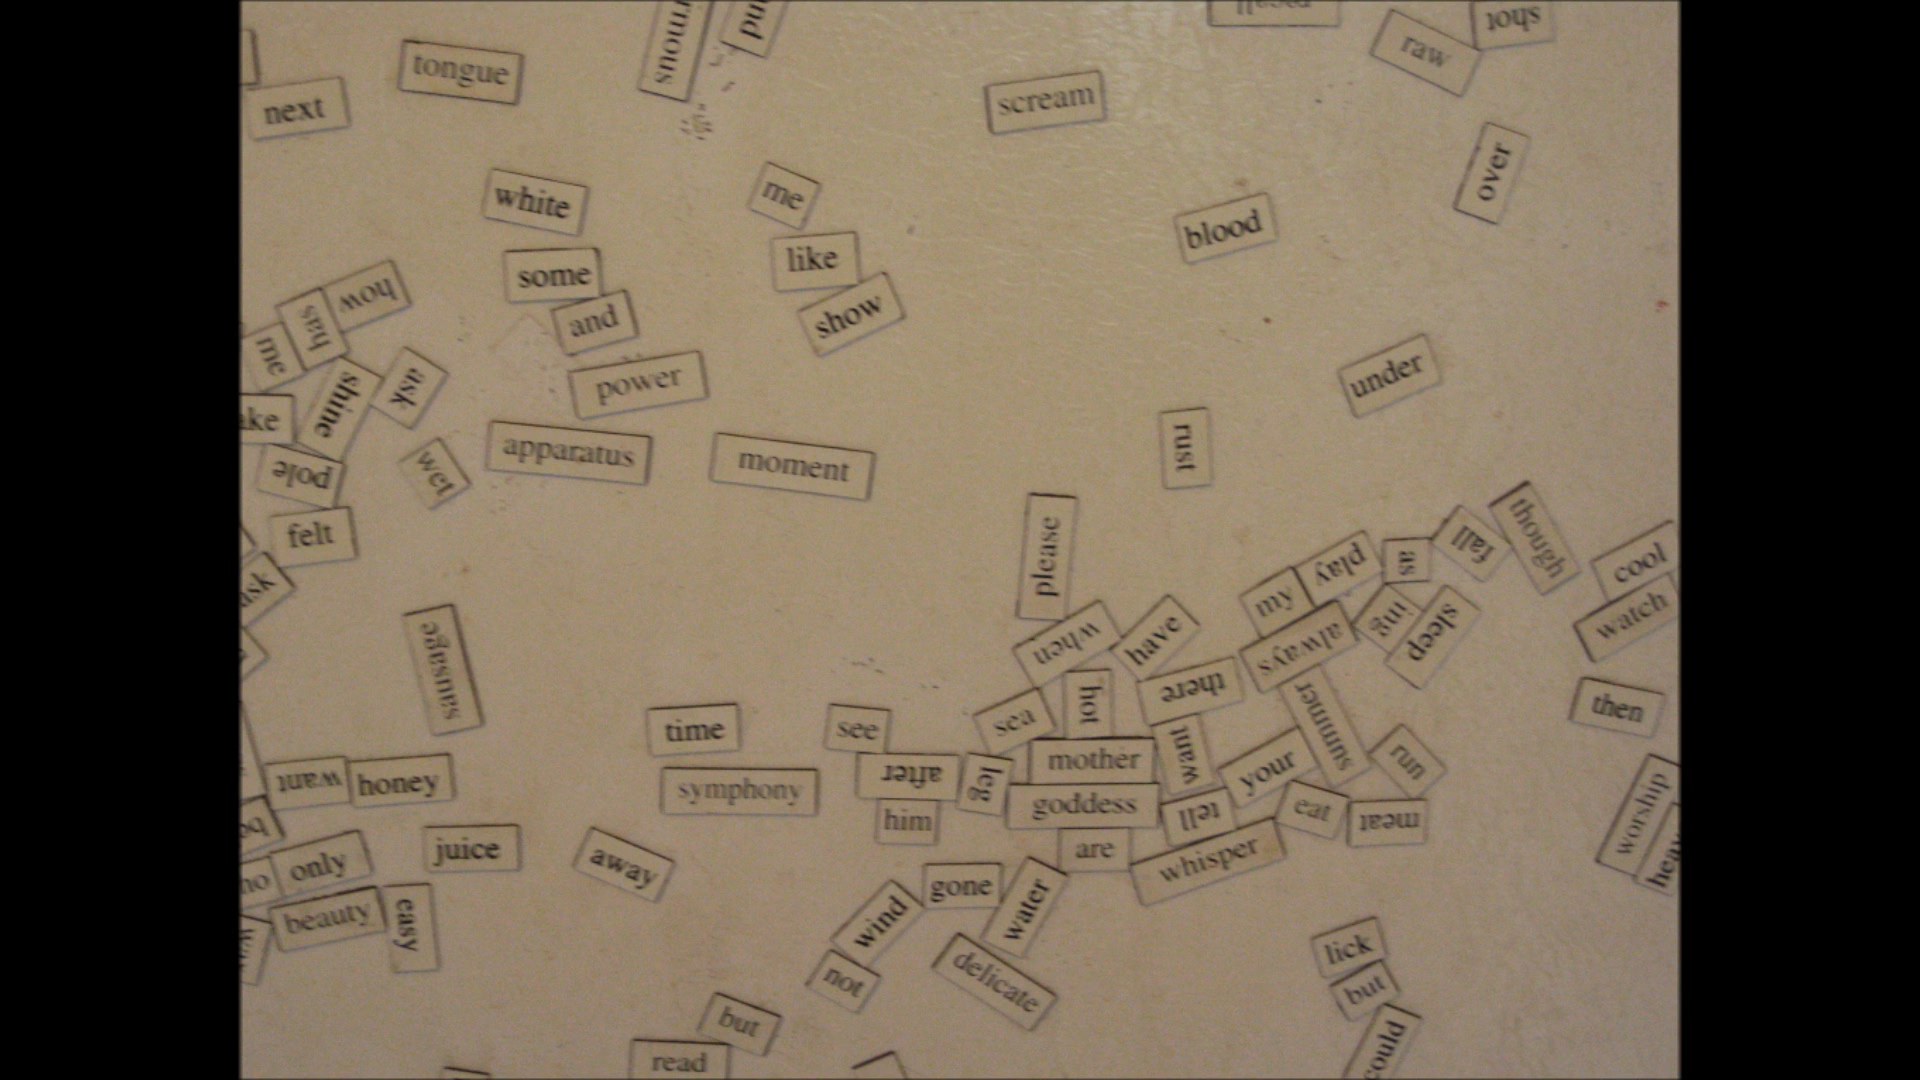 shot
raw
tongue
next
scream
over
white
me
blood
like
some
how
has
and
show
me
under
power
shine
ask
rust
apparatus
moment
pole
wet
felt
please
though
fall
as
play
my
cool
watch
ing
sleep
always
have
when
sausage
there
hot
sea
summer
then
time
see
mother
want
your
run
after
leg
want
honey
symphony
goddess
tell
eat
meat
him
worship
juice
are
whisper
only
away
gone
water
wind
beauty
easy
lick
not
delicate
but
but
read
could